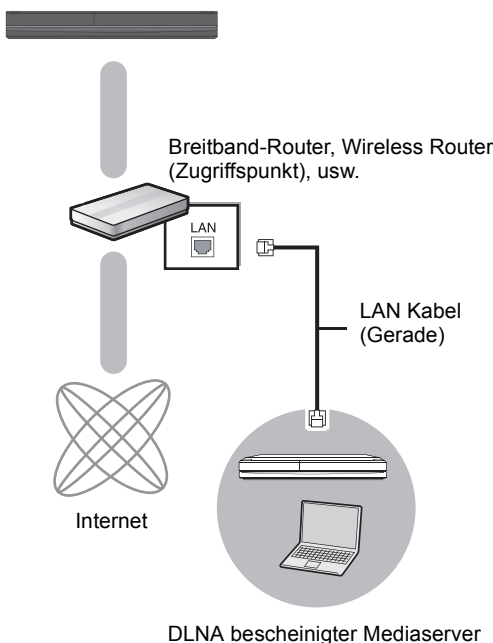 Breitband-Router, Wireless Router
(Zugriffspunkt), usw.
LAN
LAN Kabel
(Gerade)
Internet
DLNA bescheinigter Mediaserver